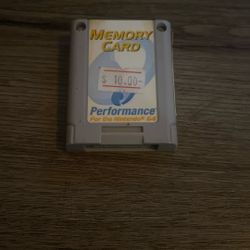 MEMORY
CARD
$ 10.00-
Performance
For the Nintendo® 64